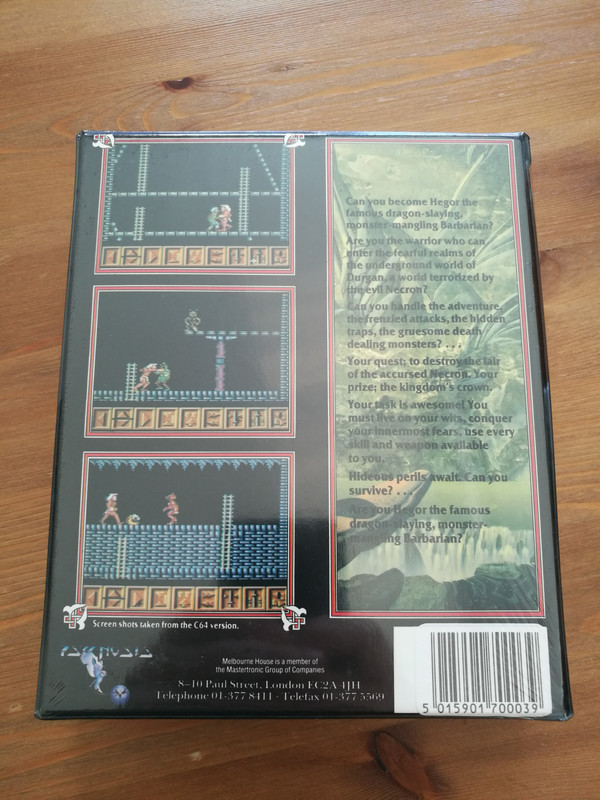 Can you become Hegor the
famous dragon-slaying,
monster-mangling Barbarian?
Are you the warrior who can
enter the fearful realms of
the underground world of
Durgan, a world terrorized by
the evil Necron?
Can you handle the adventure,
the frenzied attacks, the hidden
traps, the gruesome death
dealing monsters? . . .
Your quest; to destroy the lair
of the accursed Necron. Your
prize; the kingdom's crown.
Your task is awesome! You
must live on your wits, conquer
your innermost fears, use every
skill and weapon available
to you.
Hideous perils await. Can you
survive? . . .
Are you Hegor the famous
dragon-slaying, monster-
mangling Barbarian?
Screen shots taken from the C64 version.
PSYGNOSIS
Melbourne House is a member of
the Mastertronic Group of Companies
8–10 Paul Street, London EC2A 4JH
Telephone 01-377 8411 · Telefax 01-377 5569
5 015901 700039